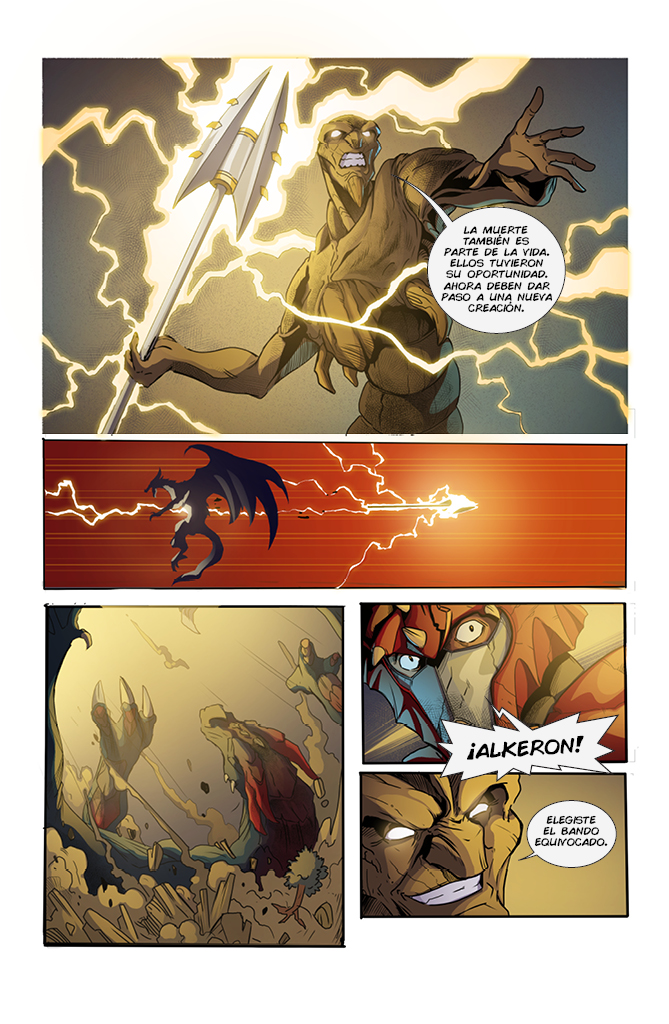 LA MUERTE
TAMBIÉN ES
PARTE DE LA VIDA.
ELLOS TUVIERON
SU OPORTUNIDAD.
AHORA DEBEN DAR
PASO A UNA NUEVA
CREACIÓN.
¡ALKERON!
ELEGISTE
EL BANDO
EQUIVOCADO.